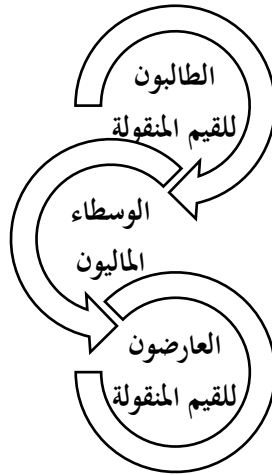 الطالبون
للقيم المنقولة
الوسطاء
الماليون
العارضون
للقيم المنقولة